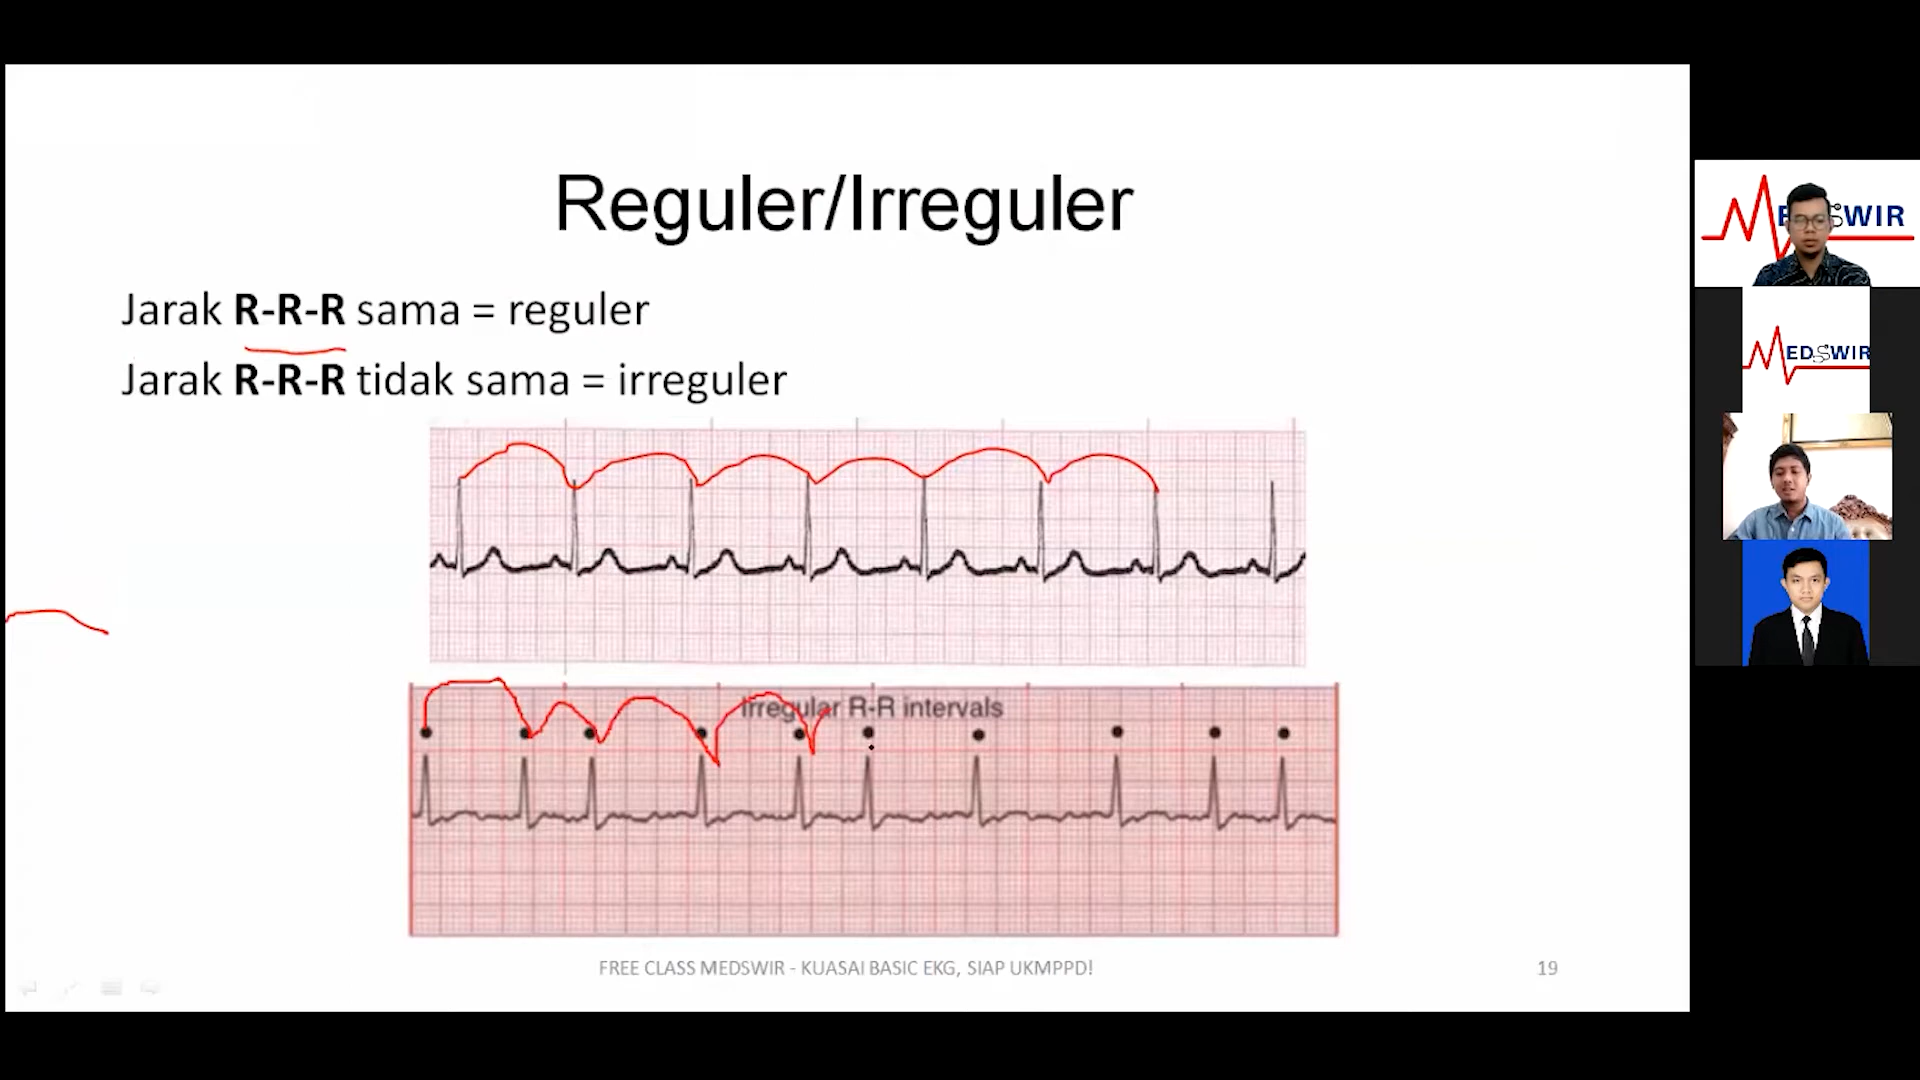 Reguler/Irreguler
Jarak R-R-R sama = reguler
Jarak R-R-R tidak sama = irreguler
Irregular R-R intervals
FREE CLASS MEDSWIR - KUASAI BASIC EKG, SIAP UKMPPD!
19
MEDSWIR
MEDSWIR